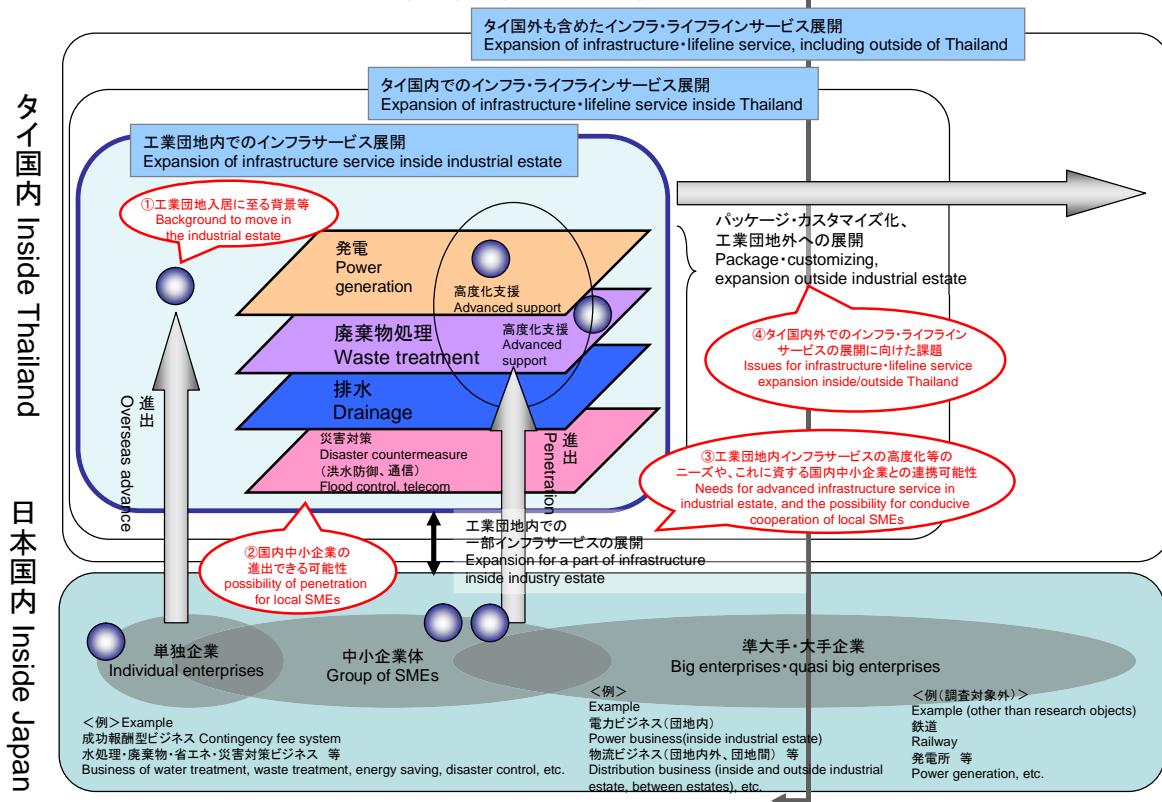 タイ国外も含めたインフラ・ライフラインサービス展開
Expansion of infrastructure・lifeline service, including outside of Thailand
タイ国内でのインフラ・ライフラインサービス展開
Expansion of infrastructure・lifeline service inside Thailand
工業団地内でのインフラサービス展開
Expansion of infrastructure service inside industrial estate
タイ国内 Inside Thailand
①工業団地入居に至る背景等
Background to move in
the industrial estate
発電
Power
generation
高度化支援
Advanced support
廃棄物処理
Waste treatment
高度化支援
Advanced
support
排水
Drainage
災害対策
Disaster countermeasure
（洪水防御、通信）
Flood control, telecom
進出
Overseas advance
進出
Penetration
パッケージ・カスタマイズ化、
工業団地外への展開
Package・customizing,
expansion outside industrial estate
④タイ国内外でのインフラ・ライフライン
サービスの展開に向けた課題
Issues for infrastructure・lifeline service
expansion inside/outside Thailand
③工業団地内インフラサービスの高度化等の
ニーズや、これに資する国内中小企業との連携可能性
Needs for advanced infrastructure service in
industrial estate, and the possibility for conducive
cooperation of local SMEs
②国内中小企業の
進出できる可能性
possibility of penetration
for local SMEs
工業団地内での
一部インフラサービスの展開
Expansion for a part of infrastructure
inside industry estate
日本国内 Inside Japan
単独企業
Individual enterprises
中小企業体
Group of SMEs
準大手・大手企業
Big enterprises・quasi big enterprises
＜例＞Example
成功報酬型ビジネス Contingency fee system
水処理・廃棄物・省エネ・災害対策ビジネス 等
Business of water treatment, waste treatment, energy saving, disaster control, etc.
＜例＞
Example
電力ビジネス（団地内）
Power business(inside industrial estate)
物流ビジネス（団地内外、団地間） 等
Distribution business (inside and outside industrial
estate, between estates), etc.
＜例（調査対象外）＞
Example (other than research objects)
鉄道
Railway
発電所 等
Power generation, etc.